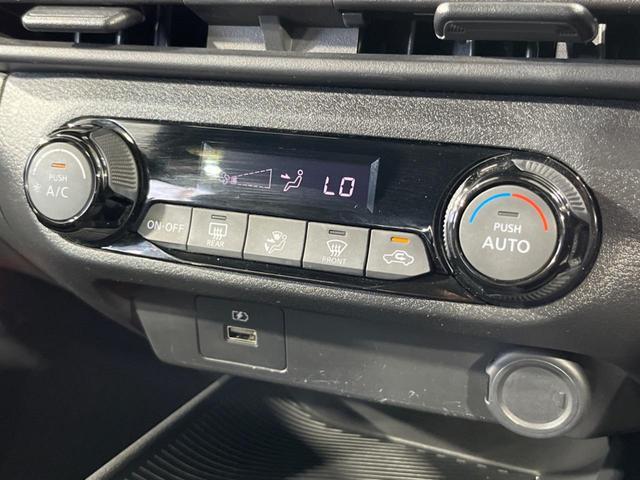 PUSH
A/C
LO
ON·OFF
REAR
FRONT
PUSH
AUTO